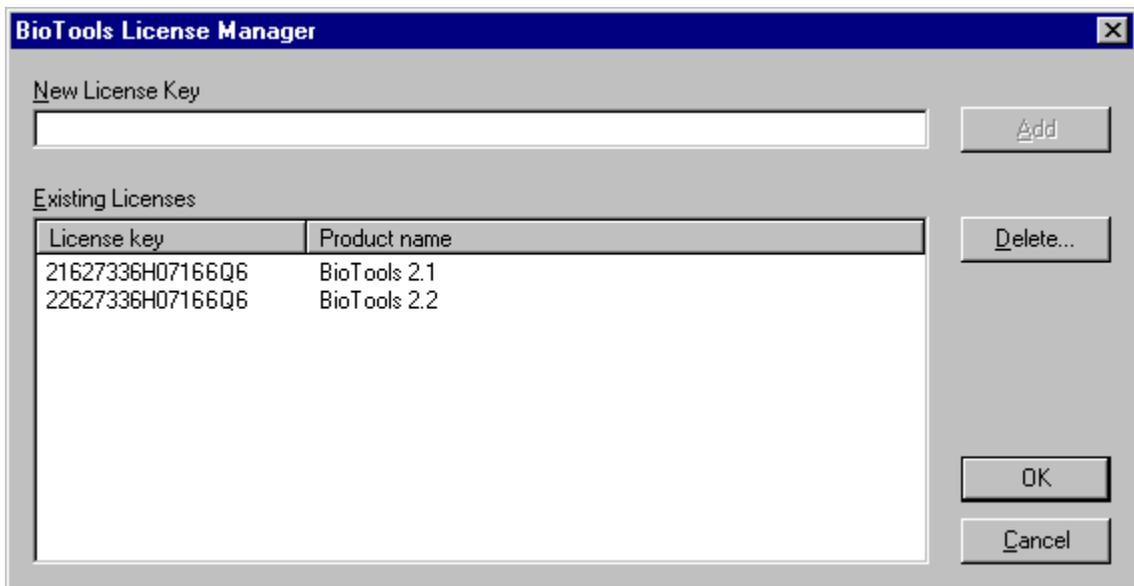 BioTools License Manager
New License Key
Add
Existing Licenses
License key Product name
Delete...
21627336H07166Q6 BioTools 2.1
22627336H07166Q6 BioTools 2.2
OK
Cancel